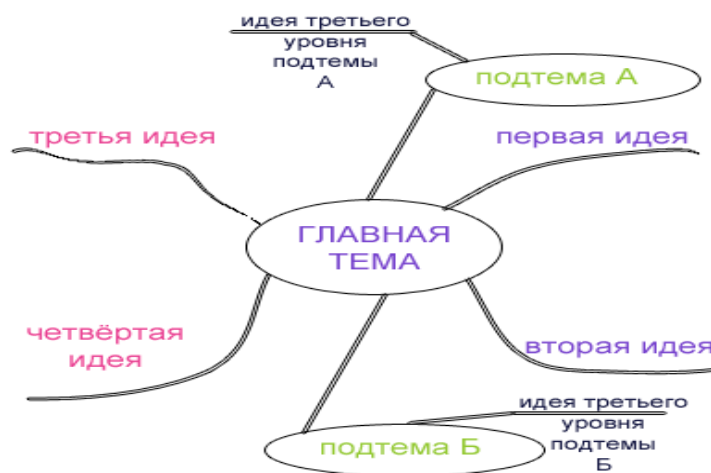 идея третьего
уровня
подтемы
А
подтема А
третья идея
первая идея
ГЛАВНАЯ
ТЕМА
четвёртая
идея
вторая идея
идея третьего
уровня
подтемы
Б
подтема Б